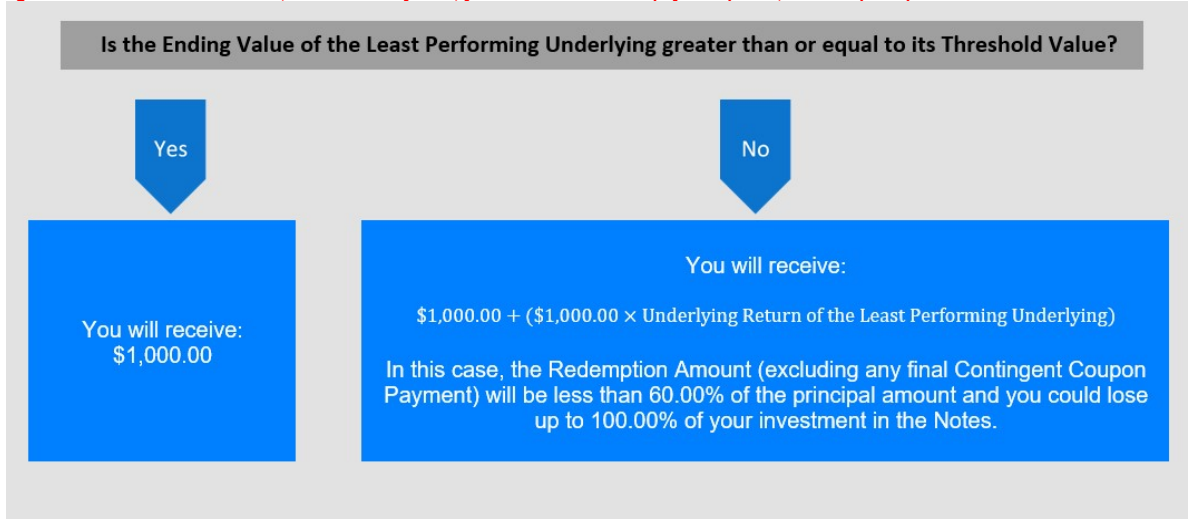 Is the Ending Value of the Least Performing Underlying greater than or equal to its Threshold Value?
Yes
No
You will receive:
$1,000.00
You will receive:
$1,000.00 + ($1,000.00 × Underlying Return of the Least Performing Underlying)
In this case, the Redemption Amount (excluding any final Contingent Coupon
Payment) will be less than 60.00% of the principal amount and you could lose
up to 100.00% of your investment in the Notes.